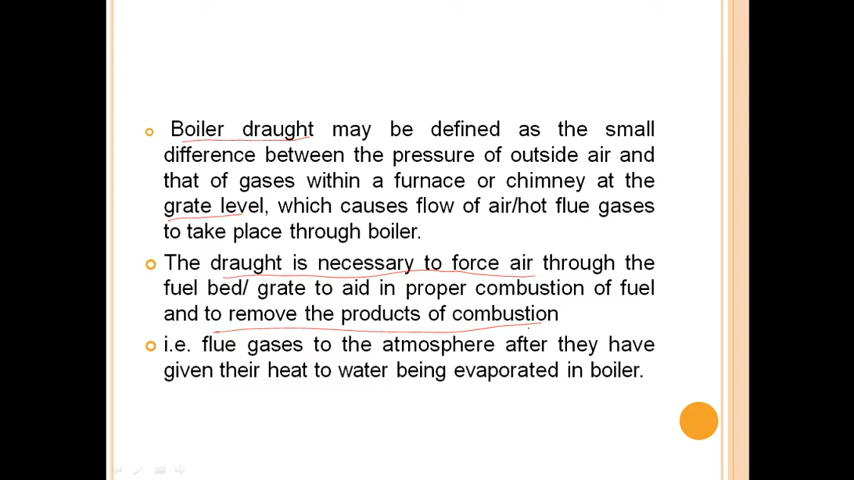 Boiler draught may be defined as the small
difference between the pressure of outside air and
that of gases within a furnace or chimney at the
grate level, which causes flow of air/hot flue gases
to take place through boiler.
The draught is necessary to force air through the
fuel bed/ grate to aid in proper combustion of fuel
and to remove the products of combustion
i.e. flue gases to the atmosphere after they have
given their heat to water being evaporated in boiler.